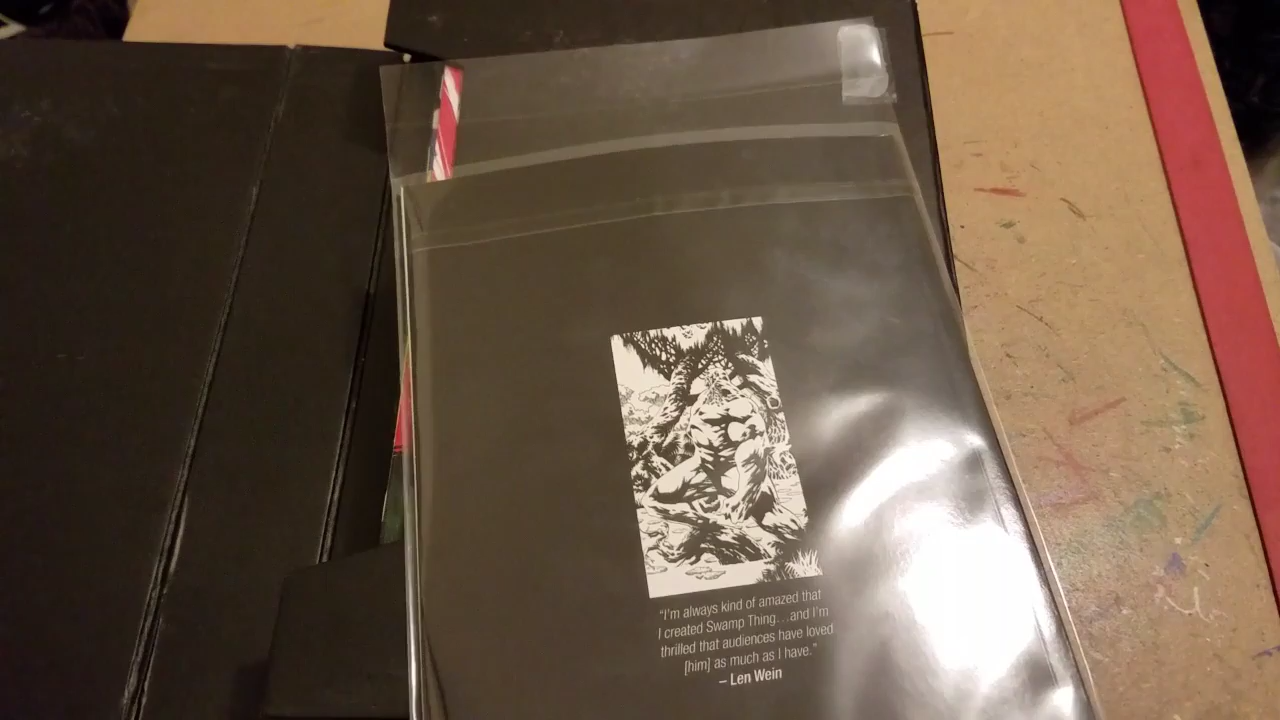 "I'm always kind of amazed that
I created Swamp Thing...and I'm
thrilled that audiences have loved
[him] as much as I have."
– Len Wein